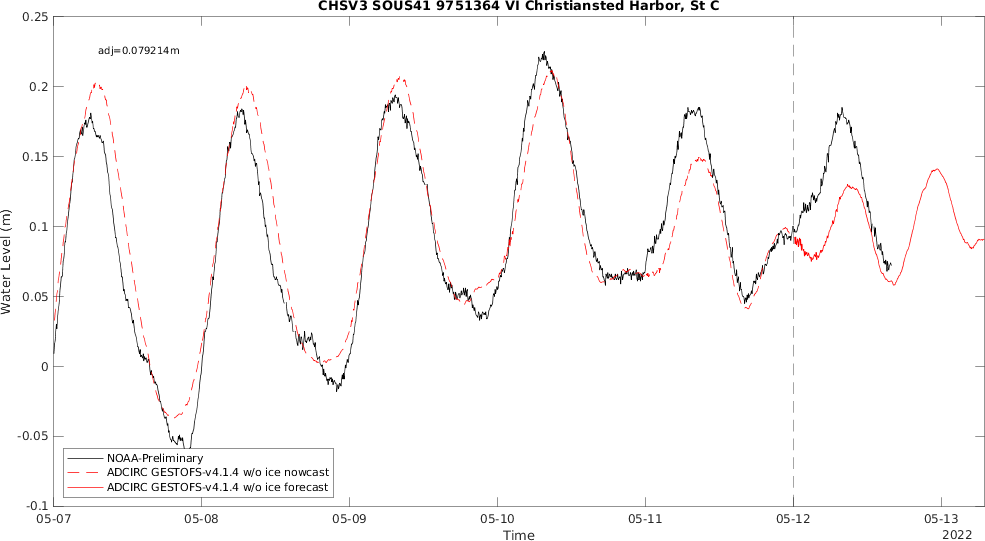 CHSV3 SOUS41 9751364 VI Christiansted Harbor, St C
adj=0.079214m
0.25
0.2
0.15
0.1
0.05
0
-0.05
-0.1
Water Level (m)
NOAA-Preliminary
ADCIRC GESTOFS-v4.1.4 w/o ice nowcast
ADCIRC GESTOFS-v4.1.4 w/o ice forecast
05-07 05-08 05-09 05-10 05-11 05-12 05-13
Time
2022